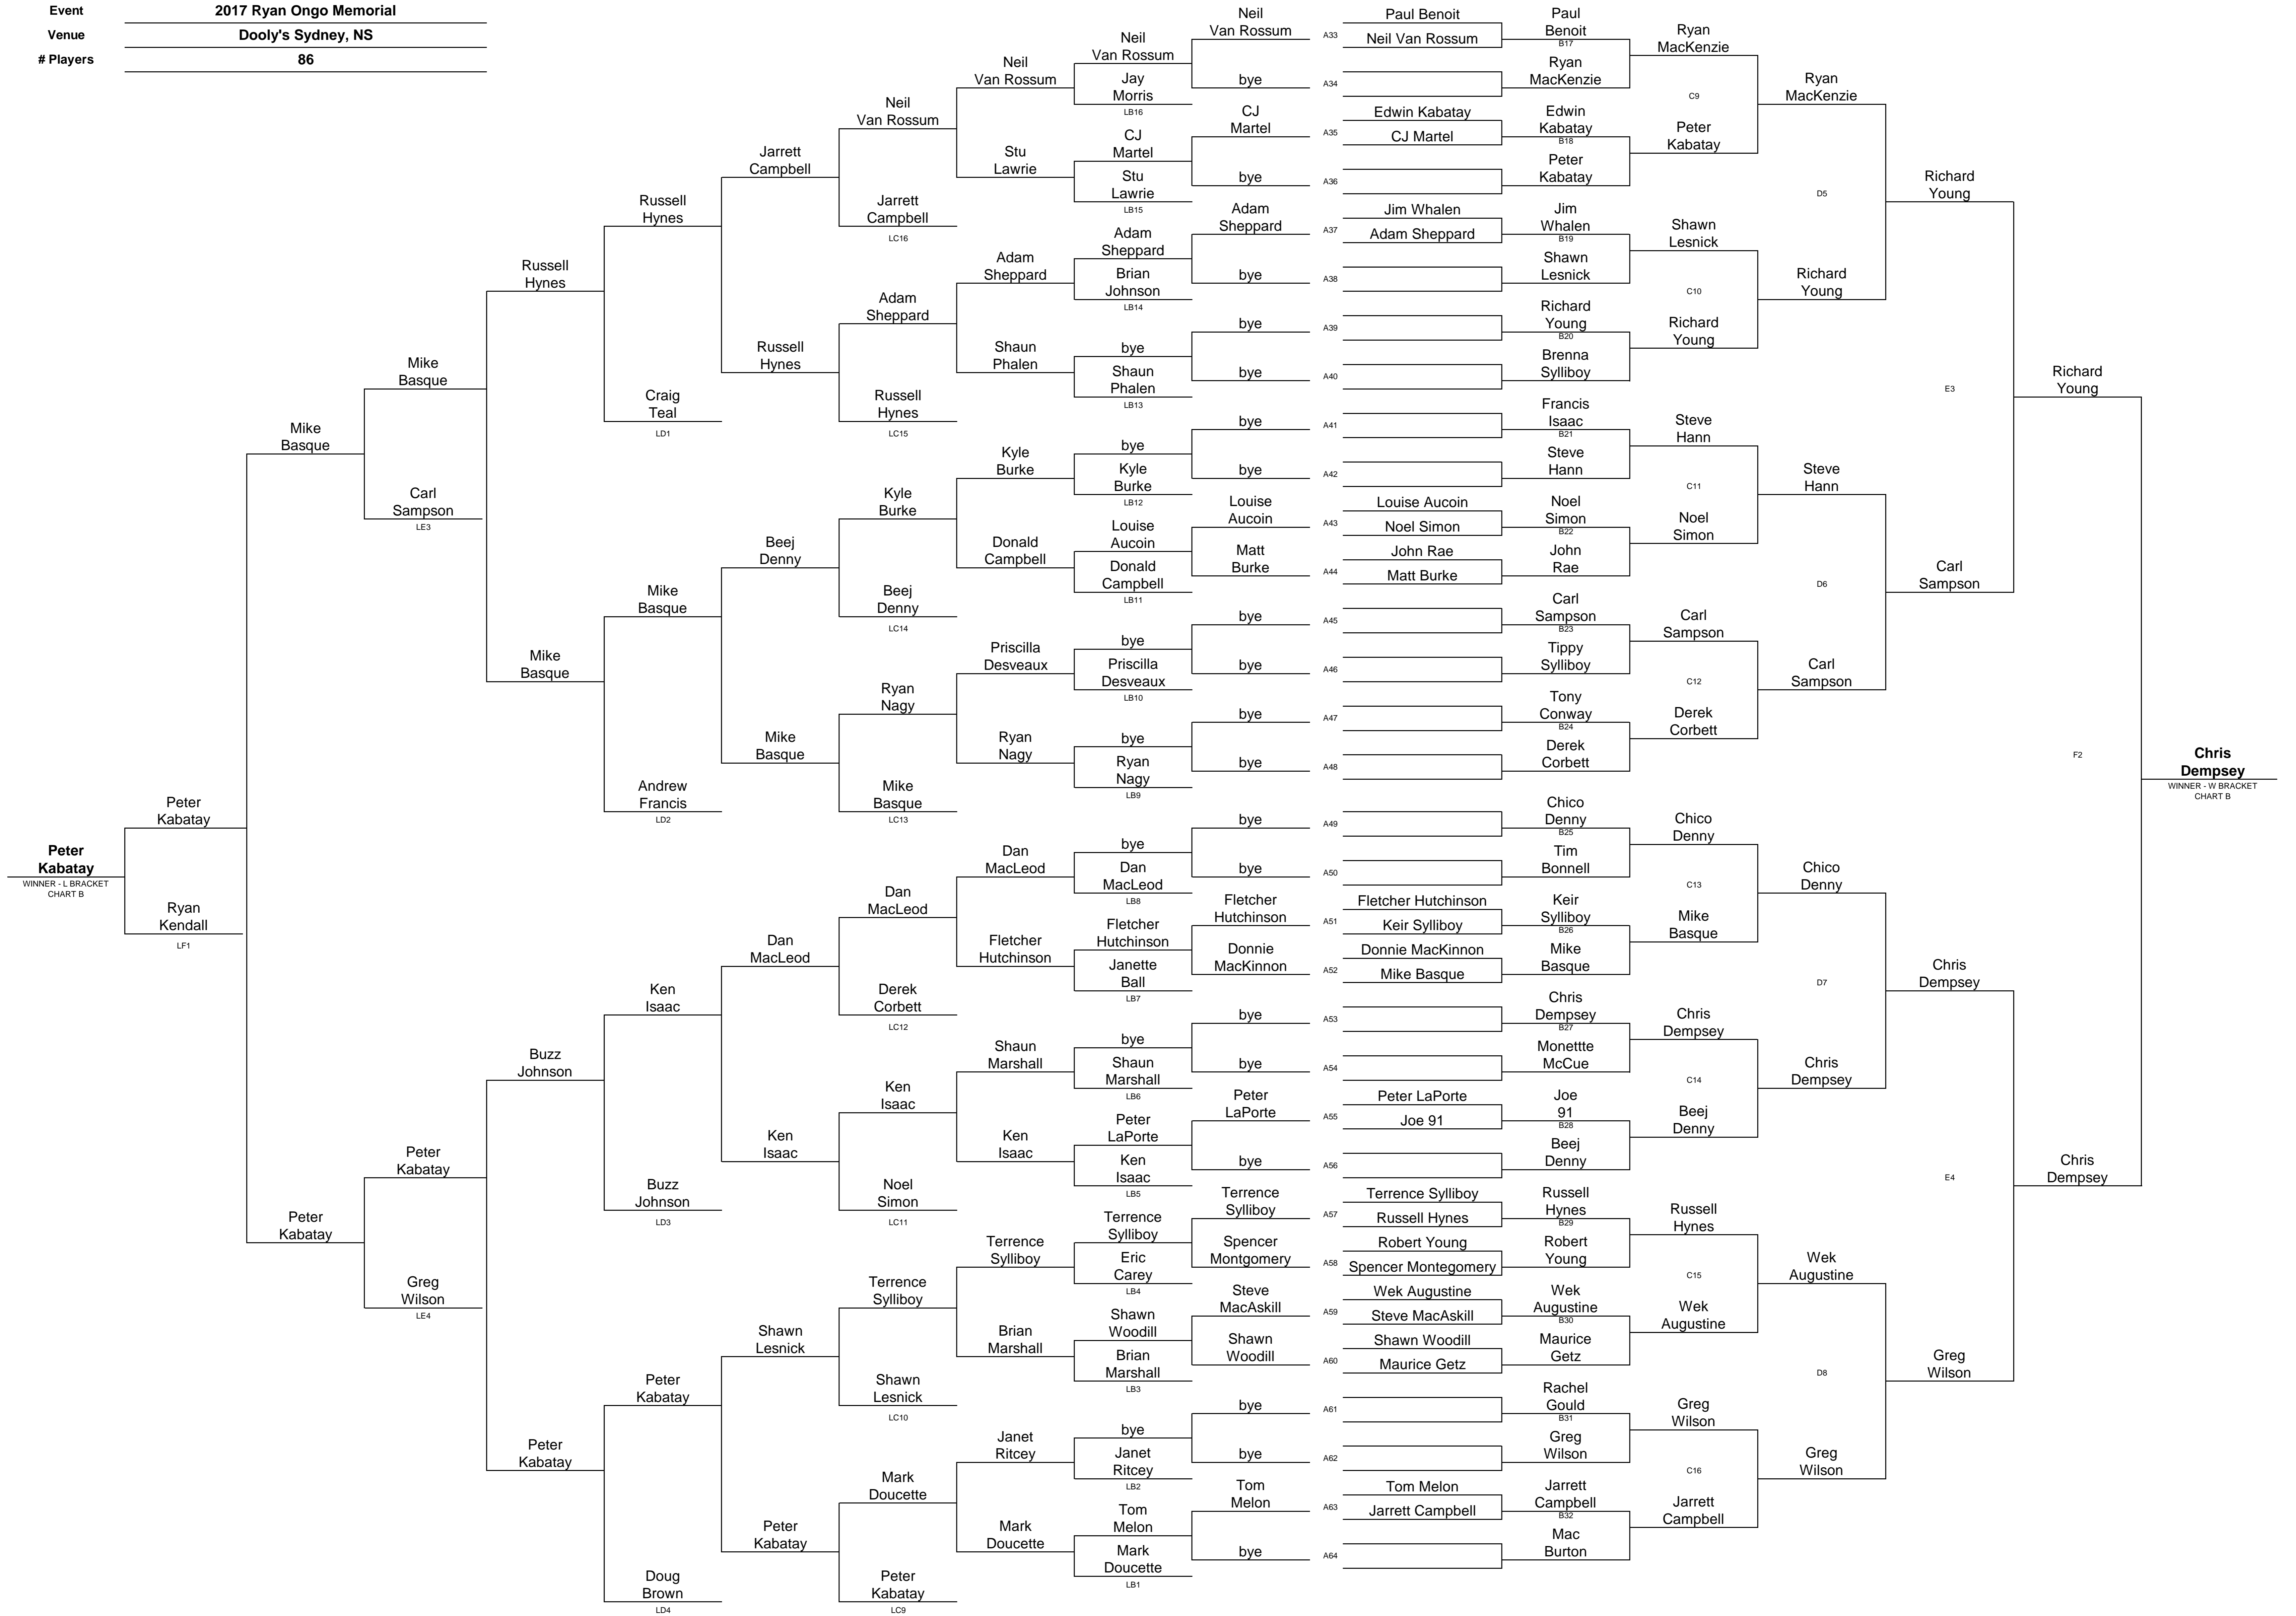 Event
2017 Ryan Ongo Memorial
Venue
Dooly's Sydney, NS
# Players
86
Peter
Kabatay
WINNER - L BRACKET
CHART B
Peter
Kabatay
Ryan
Kendall
LF1
Mike
Basque
Peter
Kabatay
Mike
Basque
Carl
Sampson
LE3
Peter
Kabatay
Greg
Wilson
LE4
Russell
Hynes
Mike
Basque
Buzz
Johnson
Peter
Kabatay
Russell
Hynes
Craig
Teal
LD1
Mike
Basque
Andrew
Francis
LD2
Ken
Isaac
Buzz
Johnson
LD3
Peter
Kabatay
Doug
Brown
LD4
Jarrett
Campbell
Russell
Hynes
Beej
Denny
Mike
Basque
Dan
MacLeod
Ken
Isaac
Shawn
Lesnick
Peter
Kabatay
Neil
Van Rossum
Jarrett
Campbell
LC16
Adam
Sheppard
Russell
Hynes
LC15
Kyle
Burke
Beej
Denny
LC14
Ryan
Nagy
Mike
Basque
LC13
Dan
MacLeod
Derek
Corbett
LC12
Ken
Isaac
Noel
Simon
LC11
Terrence
Sylliboy
Shawn
Lesnick
LC10
Mark
Doucette
Peter
Kabatay
LC9
Neil
Van Rossum
Stu
Lawrie
Adam
Sheppard
Shaun
Phalen
Kyle
Burke
Donald
Campbell
Priscilla
Desveaux
Ryan
Nagy
Dan
MacLeod
Fletcher
Hutchinson
Shaun
Marshall
Ken
Isaac
Terrence
Sylliboy
Brian
Marshall
Janet
Ritcey
Mark
Doucette
Neil
Van Rossum
Jay
Morris
LB16
CJ
Martel
Stu
Lawrie
LB15
Adam
Sheppard
Brian
Johnson
LB14
bye
Shaun
Phalen
LB13
bye
Kyle
Burke
LB12
Louise
Aucoin
Donald
Campbell
LB11
bye
Priscilla
Desveaux
LB10
bye
Ryan
Nagy
LB9
bye
Dan
MacLeod
LB8
Fletcher
Hutchinson
Janette
Ball
LB7
bye
Shaun
Marshall
LB6
Peter
LaPorte
Ken
Isaac
LB5
Terrence
Sylliboy
Eric
Carey
LB4
Shawn
Woodill
Brian
Marshall
LB3
bye
Janet
Ritcey
LB2
Tom
Melon
Mark
Doucette
LB1
Neil
Van Rossum
bye
CJ
Martel
bye
Adam
Sheppard
bye
bye
bye
bye
bye
Louise
Aucoin
Matt
Burke
bye
bye
bye
bye
bye
bye
Fletcher
Hutchinson
Donnie
MacKinnon
bye
bye
Peter
LaPorte
bye
Terrence
Sylliboy
Spencer
Montgomery
Steve
MacAskill
Shawn
Woodill
bye
bye
Tom
Melon
bye
A33
A34
A35
A36
A37
A38
A39
A40
A41
A42
A43
A44
A45
A46
A47
A48
A49
A50
A51
A52
A53
A54
A55
A56
A57
A58
A59
A60
A61
A62
A63
A64
Paul Benoit
Neil Van Rossum
Edwin Kabatay
CJ Martel
Jim Whalen
Adam Sheppard
Louise Aucoin
Noel Simon
John Rae
Matt Burke
Fletcher Hutchinson
Keir Sylliboy
Donnie MacKinnon
Mike Basque
Peter LaPorte
Joe 91
Terrence Sylliboy
Russell Hynes
Robert Young
Spencer Montegomery
Wek Augustine
Steve MacAskill
Shawn Woodill
Maurice Getz
Tom Melon
Jarrett Campbell
Paul
Benoit
B17
Ryan
MacKenzie
Edwin
Kabatay
B18
Peter
Kabatay
Jim
Whalen
B19
Shawn
Lesnick
Richard
Young
B20
Brenna
Sylliboy
Francis
Isaac
B21
Steve
Hann
Noel
Simon
B22
John
Rae
Carl
Sampson
B23
Tippy
Sylliboy
Tony
Conway
B24
Derek
Corbett
Chico
Denny
B25
Tim
Bonnell
Keir
Sylliboy
B26
Mike
Basque
Chris
Dempsey
B27
Monettte
McCue
Joe
91
B28
Beej
Denny
Russell
Hynes
B29
Robert
Young
Wek
Augustine
B30
Maurice
Getz
Rachel
Gould
B31
Greg
Wilson
Jarrett
Campbell
B32
Mac
Burton
Ryan
MacKenzie
C9
Peter
Kabatay
Shawn
Lesnick
C10
Richard
Young
Steve
Hann
C11
Noel
Simon
Carl
Sampson
C12
Derek
Corbett
Chico
Denny
C13
Mike
Basque
Chris
Dempsey
C14
Beej
Denny
Russell
Hynes
C15
Wek
Augustine
Greg
Wilson
C16
Jarrett
Campbell
Ryan
MacKenzie
D5
Richard
Young
Steve
Hann
D6
Carl
Sampson
Chico
Denny
D7
Chris
Dempsey
Wek
Augustine
D8
Greg
Wilson
Richard
Young
E3
Carl
Sampson
Chris
Dempsey
E4
Greg
Wilson
Richard
Young
F2
Chris
Dempsey
Chris
Dempsey
WINNER - W BRACKET
CHART B